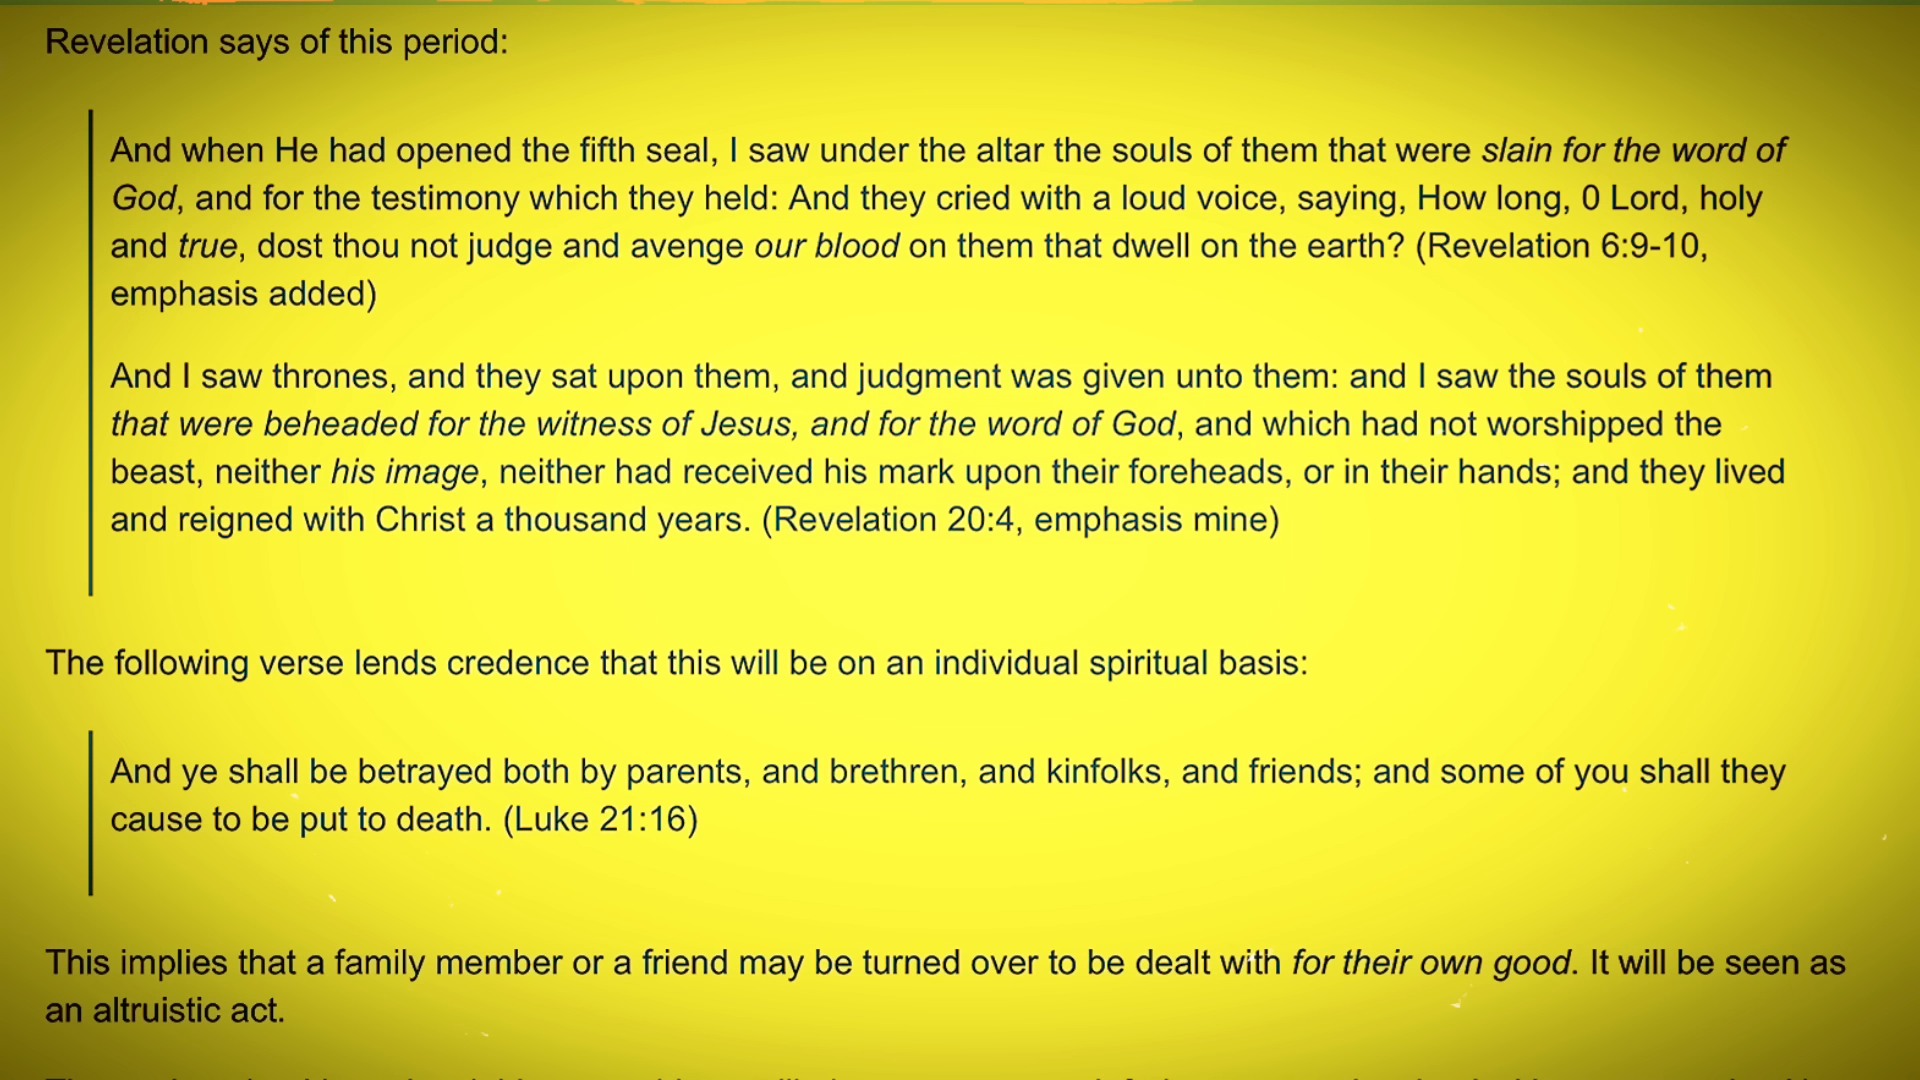 Revelation says of this period:
And when He had opened the fifth seal, I saw under the altar the souls of them that were slain for the word of
God, and for the testimony which they held: And they cried with a loud voice, saying, How long, 0 Lord, holy
and true, dost thou not judge and avenge our blood on them that dwell on the earth? (Revelation 6:9-10,
emphasis added)
And I saw thrones, and they sat upon them, and judgment was given unto them: and I saw the souls of them
that were beheaded for the witness of Jesus, and for the word of God, and which had not worshipped the
beast, neither his image, neither had received his mark upon their foreheads, or in their hands; and they lived
and reigned with Christ a thousand years. (Revelation 20:4, emphasis mine)
The following verse lends credence that this will be on an individual spiritual basis:
And ye shall be betrayed both by parents, and brethren, and kinfolks, and friends; and some of you shall they
cause to be put to death. (Luke 21:16)
This implies that a family member or a friend may be turned over to be dealt with for their own good. It will be seen as
an altruistic act.